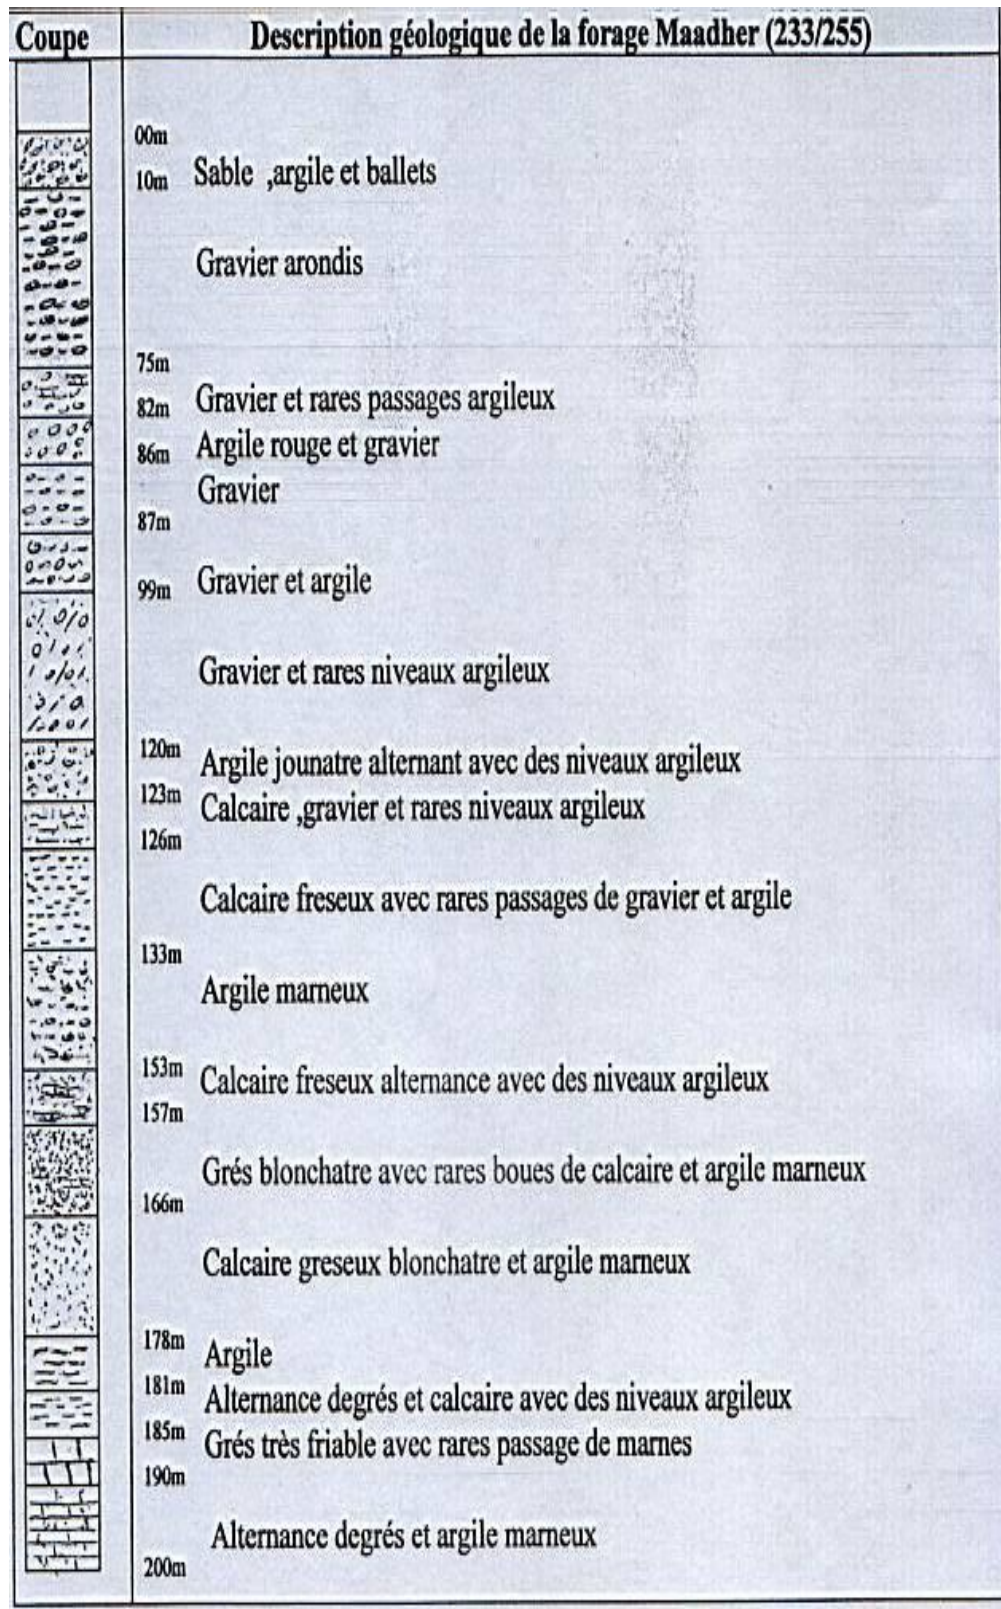 Coupe
Description géologique de la forage Maadher (233/255)
00m
10m Sable ,argile et ballets
Gravier arondis
75m
82m Gravier et rares passages argileux
86m Argile rouge et gravier
Gravier
87m
99m Gravier et argile
Gravier et rares niveaux argileux
120m Argile jounatre alternant avec des niveaux argileux
123m Calcaire ,gravier et rares niveaux argileux
126m
Calcaire freseux avec rares passages de gravier et argile
133m
Argile marneux
153m Calcaire freseux alternance avec des niveaux argileux
157m
Grés blonchatre avec rares boues de calcaire et argile marneux
166m
Calcaire greseux blonchatre et argile marneux
178m Argile
181m Alternance degrés et calcaire avec des niveaux argileux
185m Grés très friable avec rares passage de marnes
190m
Alternance degrés et argile marneux
200m